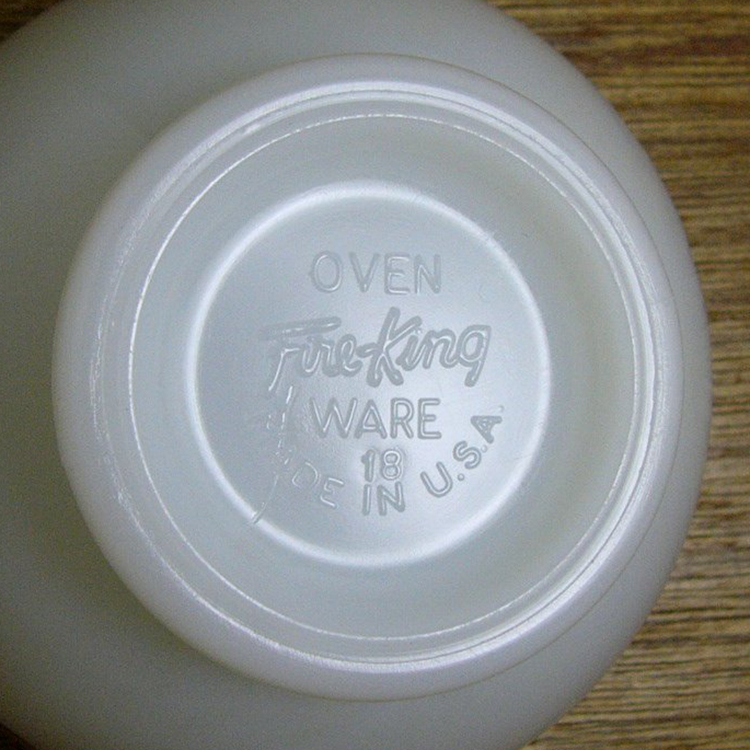 OVEN
Fire-King
WARE
18
MADE IN U.S.A.